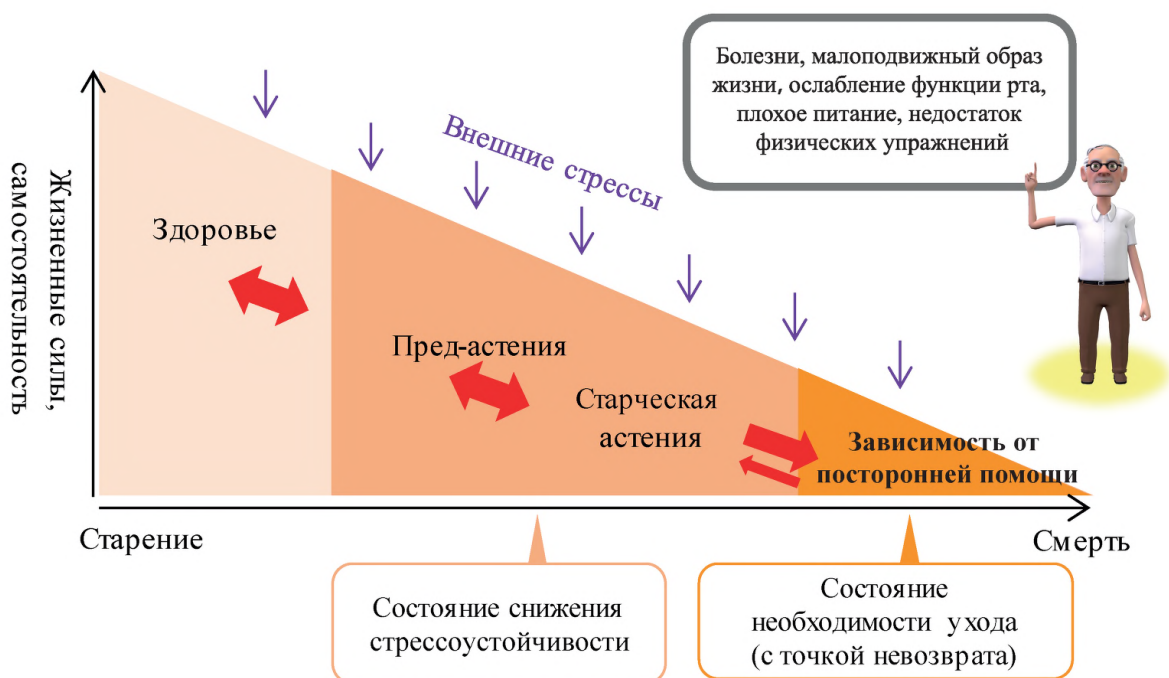 Болезни, малоподвижный образ
жизни, ослабление функции рта,
плохое питание, недостаток
физических упражнений
Внешние стрессы
Жизненные силы,
самостоятельность
Здоровье
Пред-астения
Старческая
астения
Зависимость от
посторонней помощи
Старение
Смерть
Состояние снижения
стрессоустойчивости
Состояние
необходимости ухода
(с точкой невозврата)